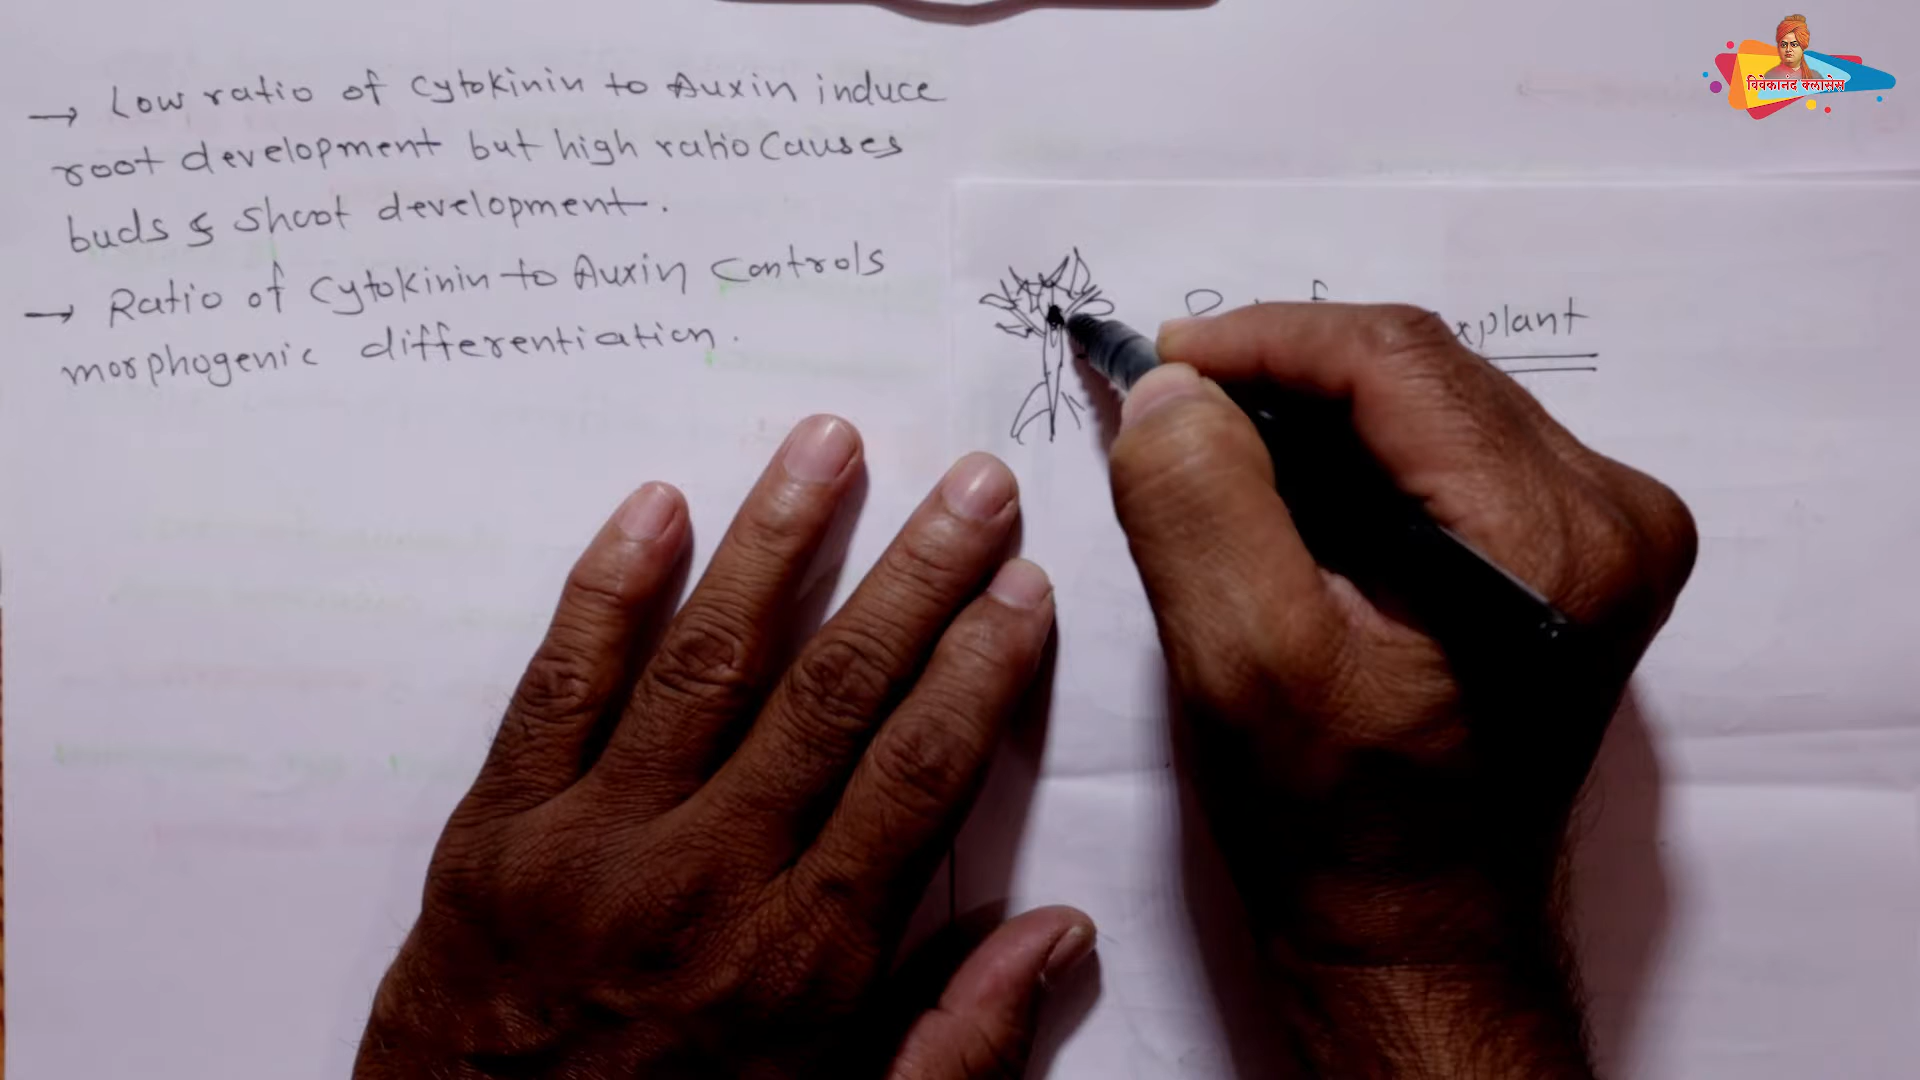 → Low ratio of cytokinin to Auxin induce
root development but high ratio causes
buds & shoot development.
→ Ratio of Cytokinin to Auxin controls
morphogenic differentiation.
explant
विवेकानंद क्लासेस